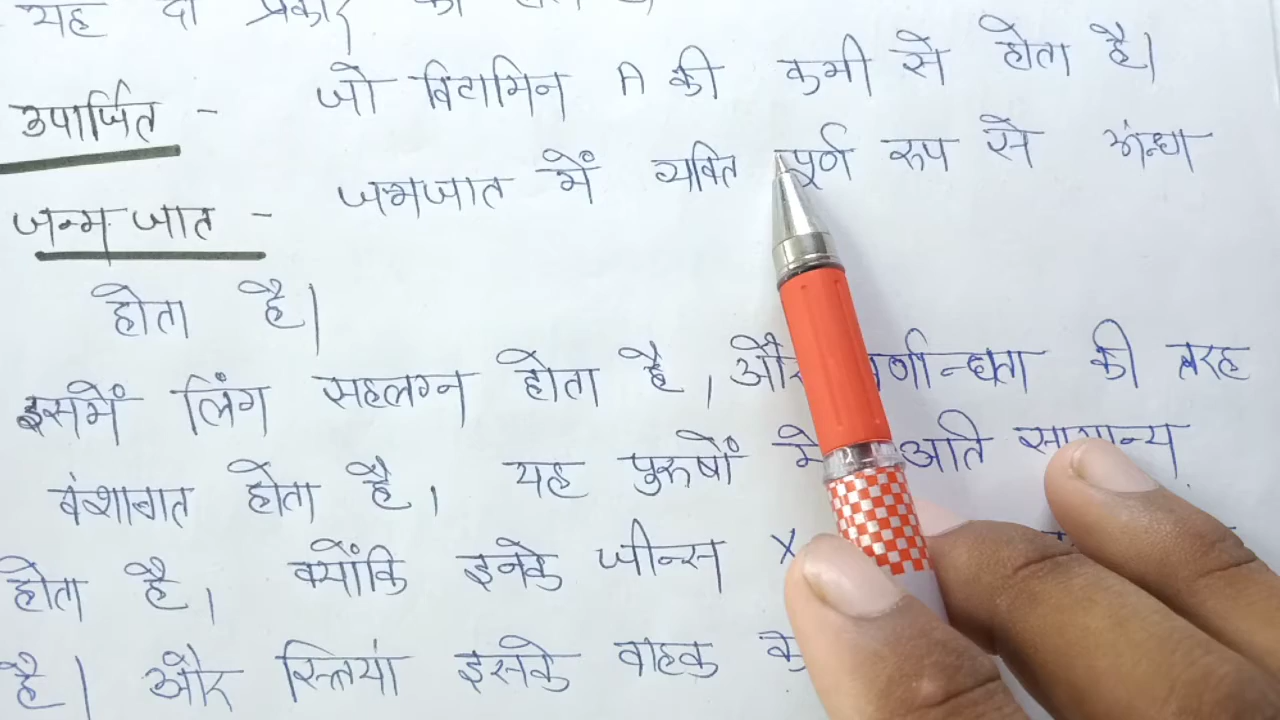 यह दो प्रकार का होता है
उपार्जित - जो विटामिन A की कमी से होता है।
जन्म जात - जन्मजात में व्यक्ति पूर्ण रुप से अंन्धा
होता है।
इसमें लिंग सहलग्न होता है, और वर्णान्धता की तरह
वंशागत होता है। यह पुरुषों में अति सामान्य
होता है। क्योंकि इनके जीन्स X
है। और स्त्रियां इसके वाहक